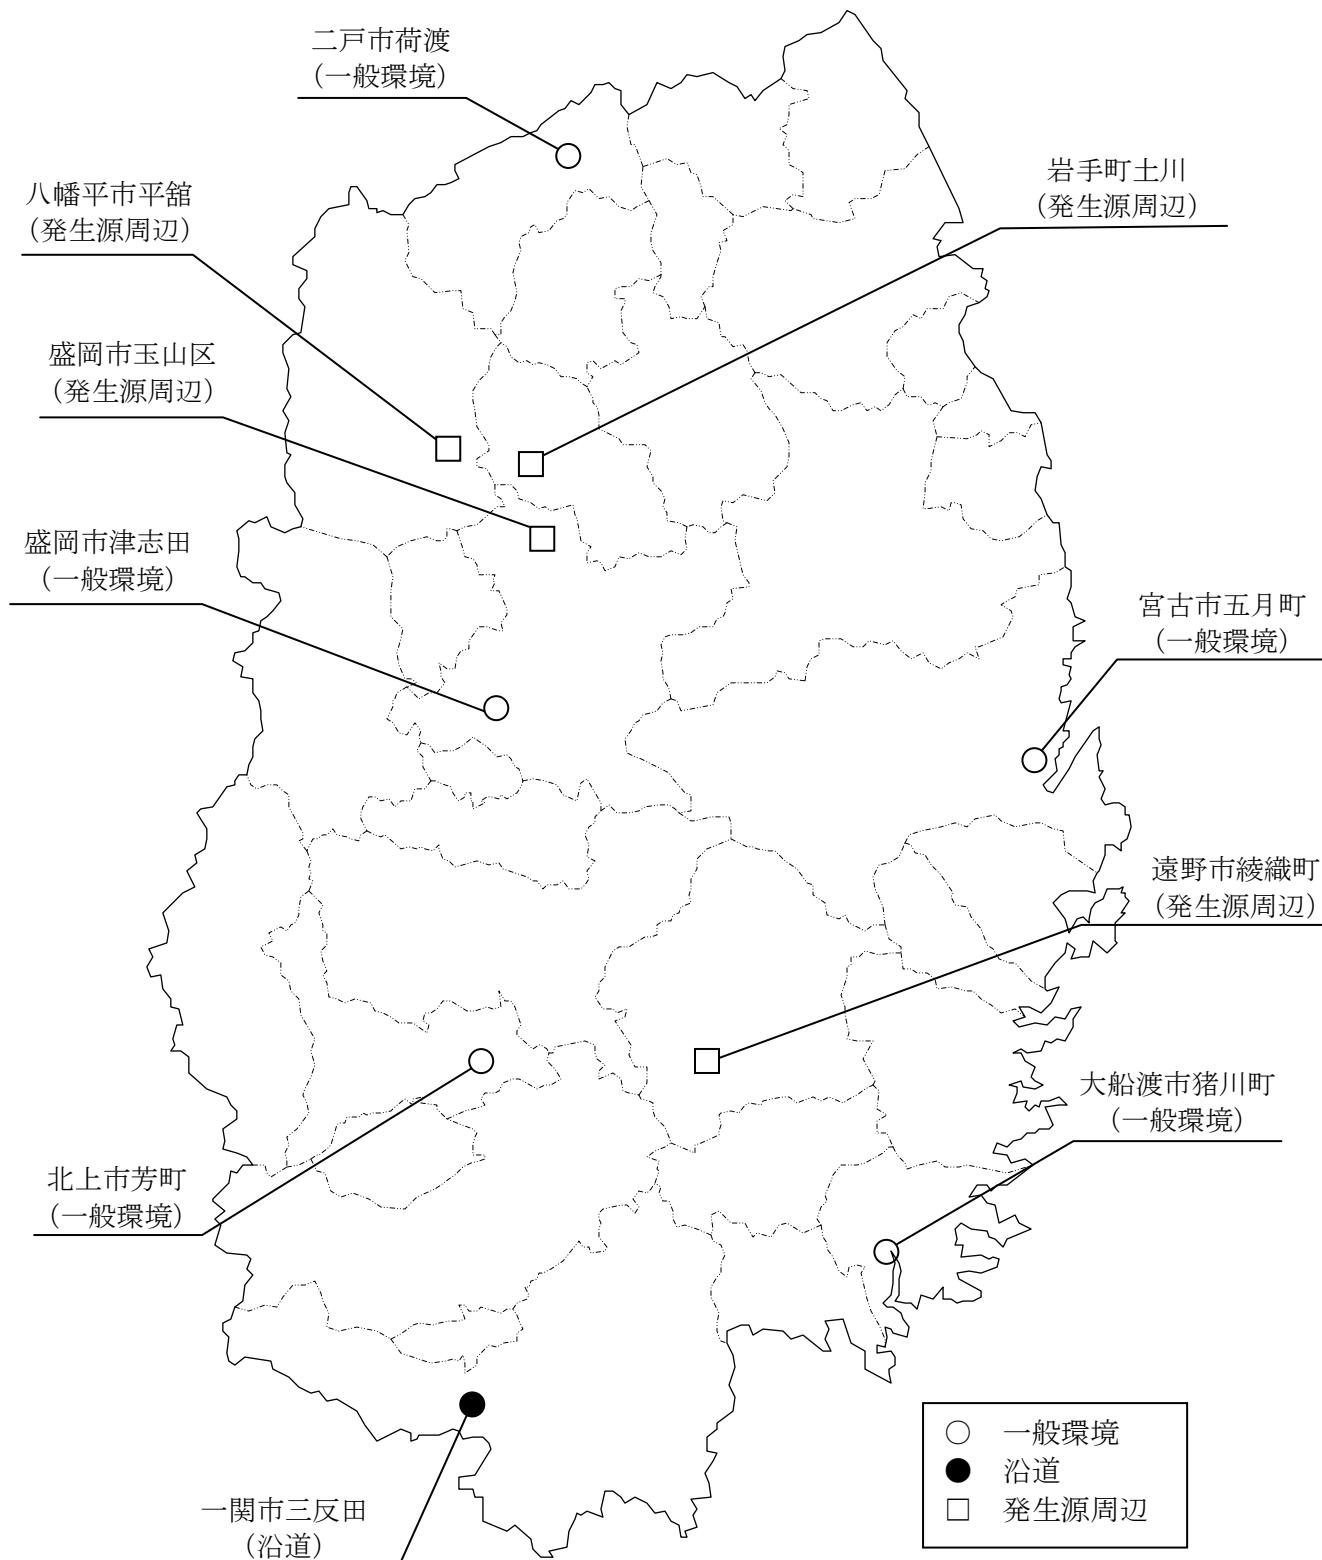 二戸市荷渡
(一般環境)
八幡平市平舘
(発生源周辺)
岩手町土川
(発生源周辺)
盛岡市玉山区
(発生源周辺)
盛岡市津志田
(一般環境)
宮古市五月町
(一般環境)
遠野市綾織町
(発生源周辺)
大船渡市猪川町
(一般環境)
北上市芳町
(一般環境)
一関市三反田
(沿道)
○ 一般環境
● 沿道
□ 発生源周辺